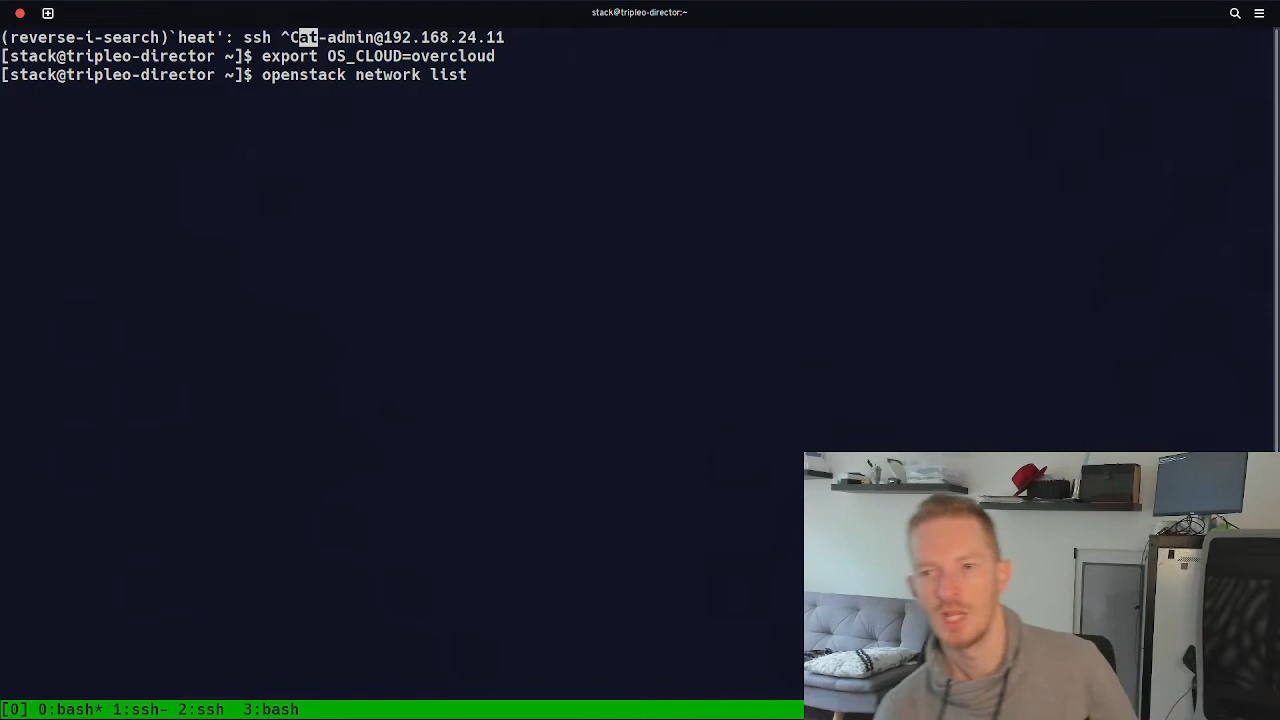 stack@tripleo-director:~
(reverse-i-search)`heat': ssh ^Cat-admin@192.168.24.11
[stack@tripleo-director ~]$ export OS_CLOUD=overcloud
[stack@tripleo-director ~]$ openstack network list
[0] 0:bash* 1:ssh- 2:ssh  3:bash